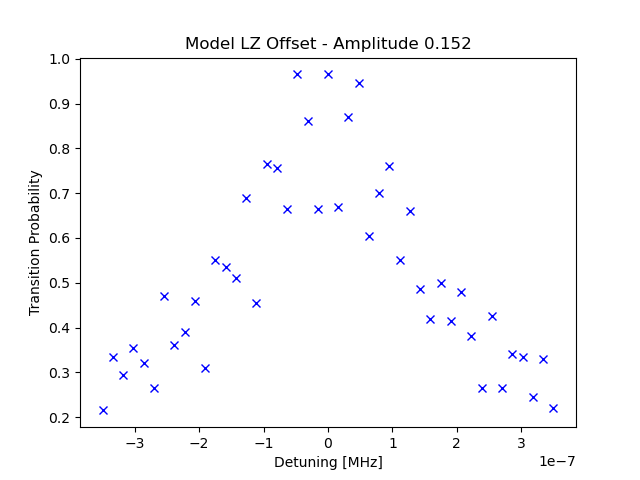 Model LZ Offset - Amplitude 0.152
1.0
0.9
0.8
0.7
0.6
0.5
0.4
0.3
0.2
Transition Probability
−3 −2 −1 0 1 2 3
1e−7
Detuning [MHz]